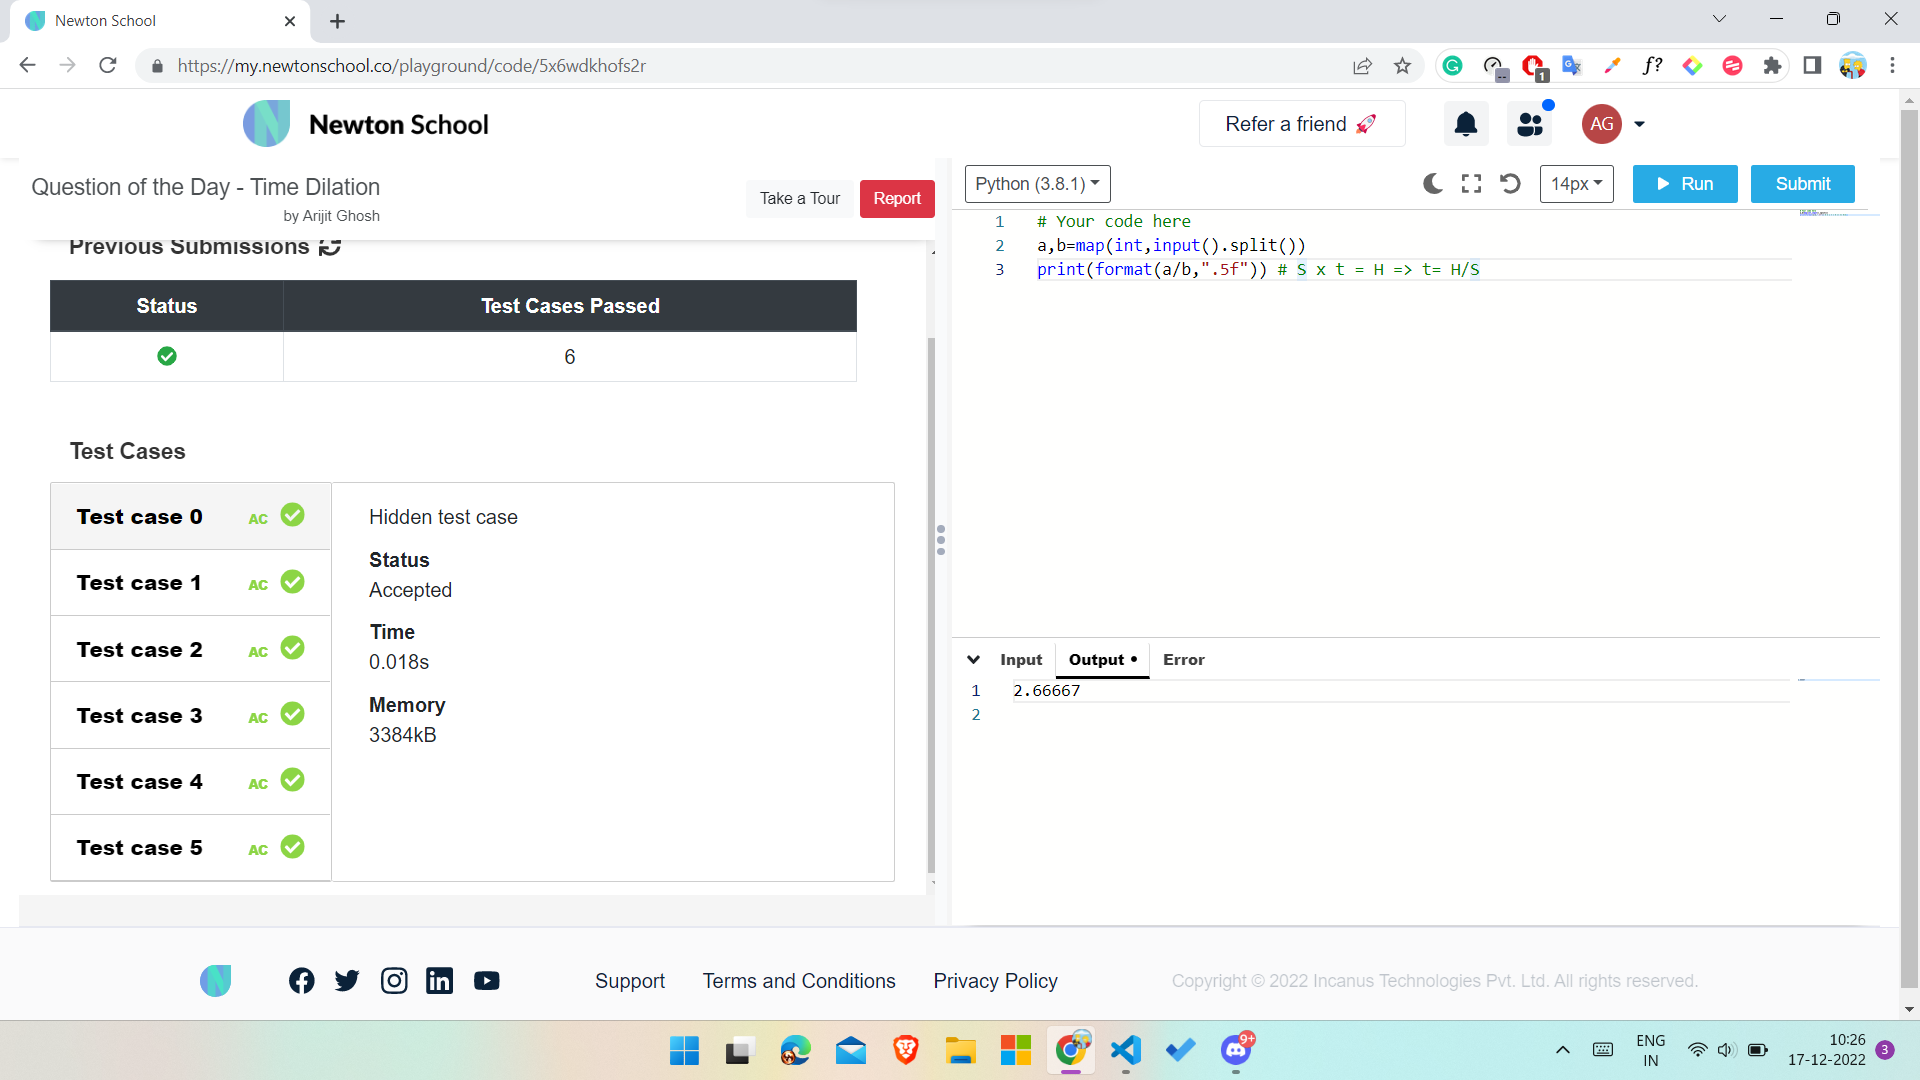 Newton School
https://my.newtonschool.co/playground/code/5x6wdkhofs2r
1
f?
Newton School
Refer a friend 🚀
AG
Question of the Day - Time Dilation
by Arijit Ghosh
Take a Tour
Report
Previous Submissions
Status
Test Cases Passed
6
Test Cases
Test case 0 AC
Test case 1 AC
Test case 2 AC
Test case 3 AC
Test case 4 AC
Test case 5 AC
Hidden test case
Status
Accepted
Time
0.018s
Memory
3384kB
Python (3.8.1)
14px
Run
Submit
1 # Your code here
2 a,b=map(int,input().split())
3 print(format(a/b,".5f")) # S x t = H => t= H/S
Input
Output •
Error
1 2.66667
2
Support
Terms and Conditions
Privacy Policy
Copyright © 2022 Incanus Technologies Pvt. Ltd. All rights reserved.
9+
ENG
IN
10:26
17-12-2022
3